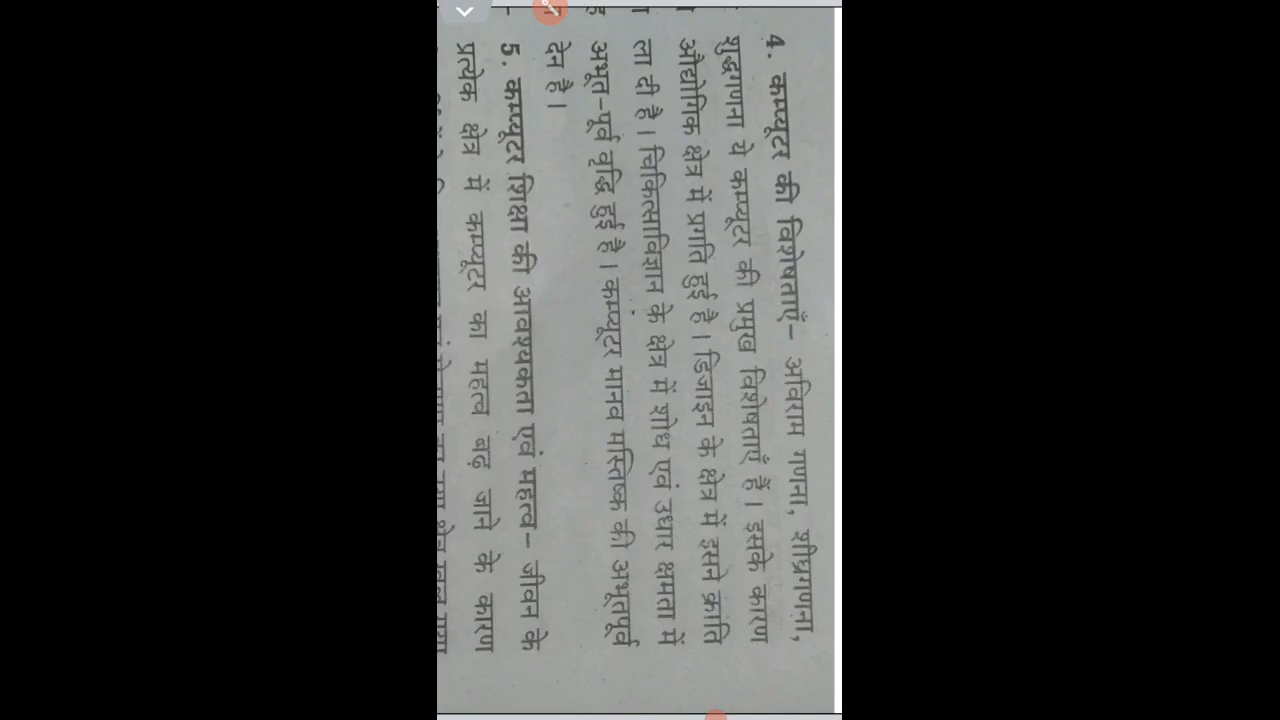 4. कम्प्यूटर की विशेषताएँ– अविराम गणना, शीघ्रगणना,
शुद्धगणना ये कम्प्यूटर की प्रमुख विशेषताएँ हैं। इसके कारण
औद्योगिक क्षेत्र में प्रगति हुई है। डिजाइन के क्षेत्र में इसने क्रांति
ला दी है। चिकित्साविज्ञान के क्षेत्र में शोध एवं उधार क्षमता में
अभूत-पूर्व वृद्धि हुई है। कम्प्यूटर मानव मस्तिष्क की अभूतपूर्व
देन है।
5. कम्प्यूटर शिक्षा की आवश्यकता एवं महत्व– जीवन के
प्रत्येक क्षेत्र में कम्प्यूटर का महत्व बढ़ जाने के कारण